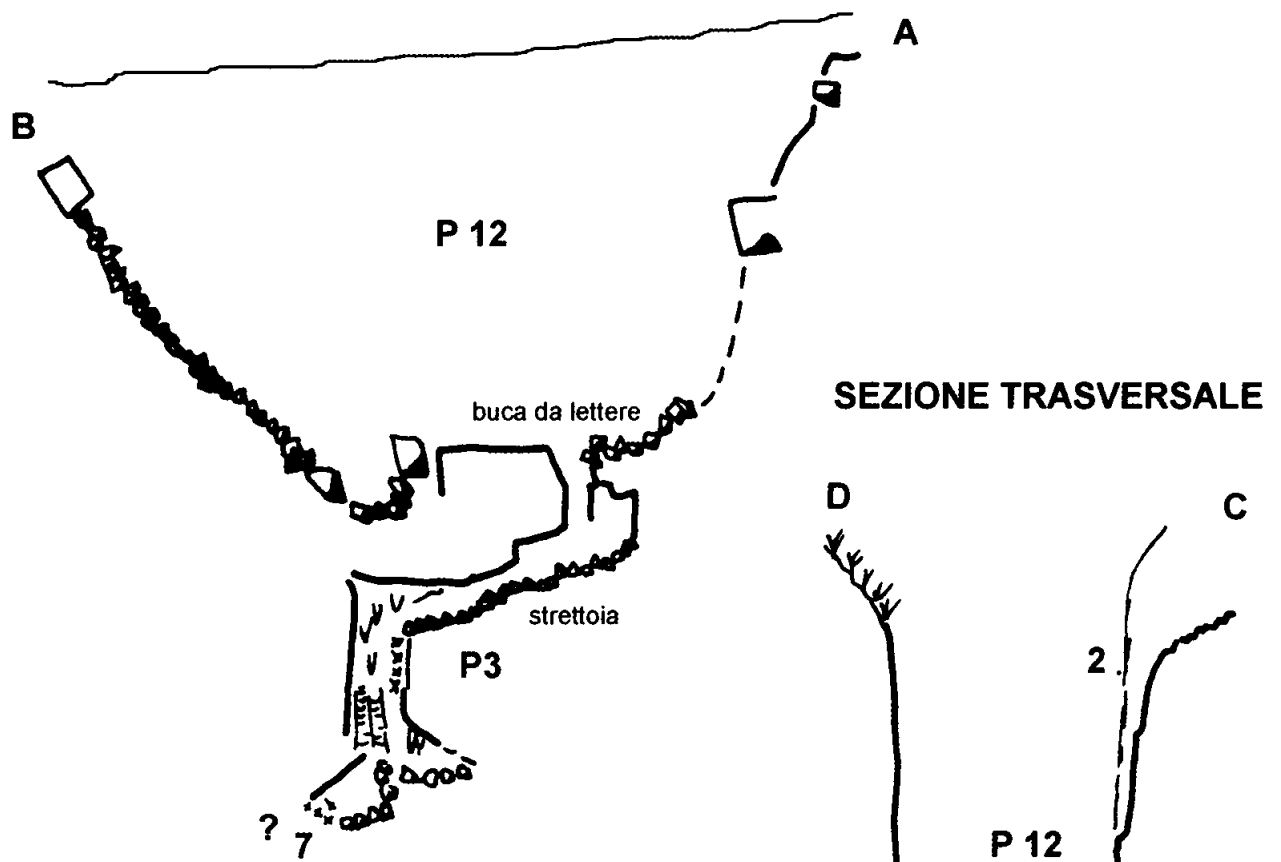 A
B
P 12
SEZIONE TRASVERSALE
buca da lettere
D
C
strettoia
2.
P3
? 7
P 12